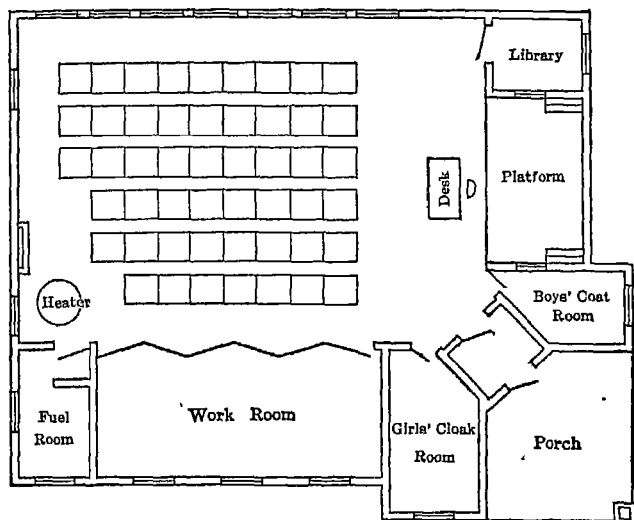 Library
Desk
Platform
Heater
Boys' Coat
Room
Fuel
Room
Work Room
Girls' Cloak
Room
Porch